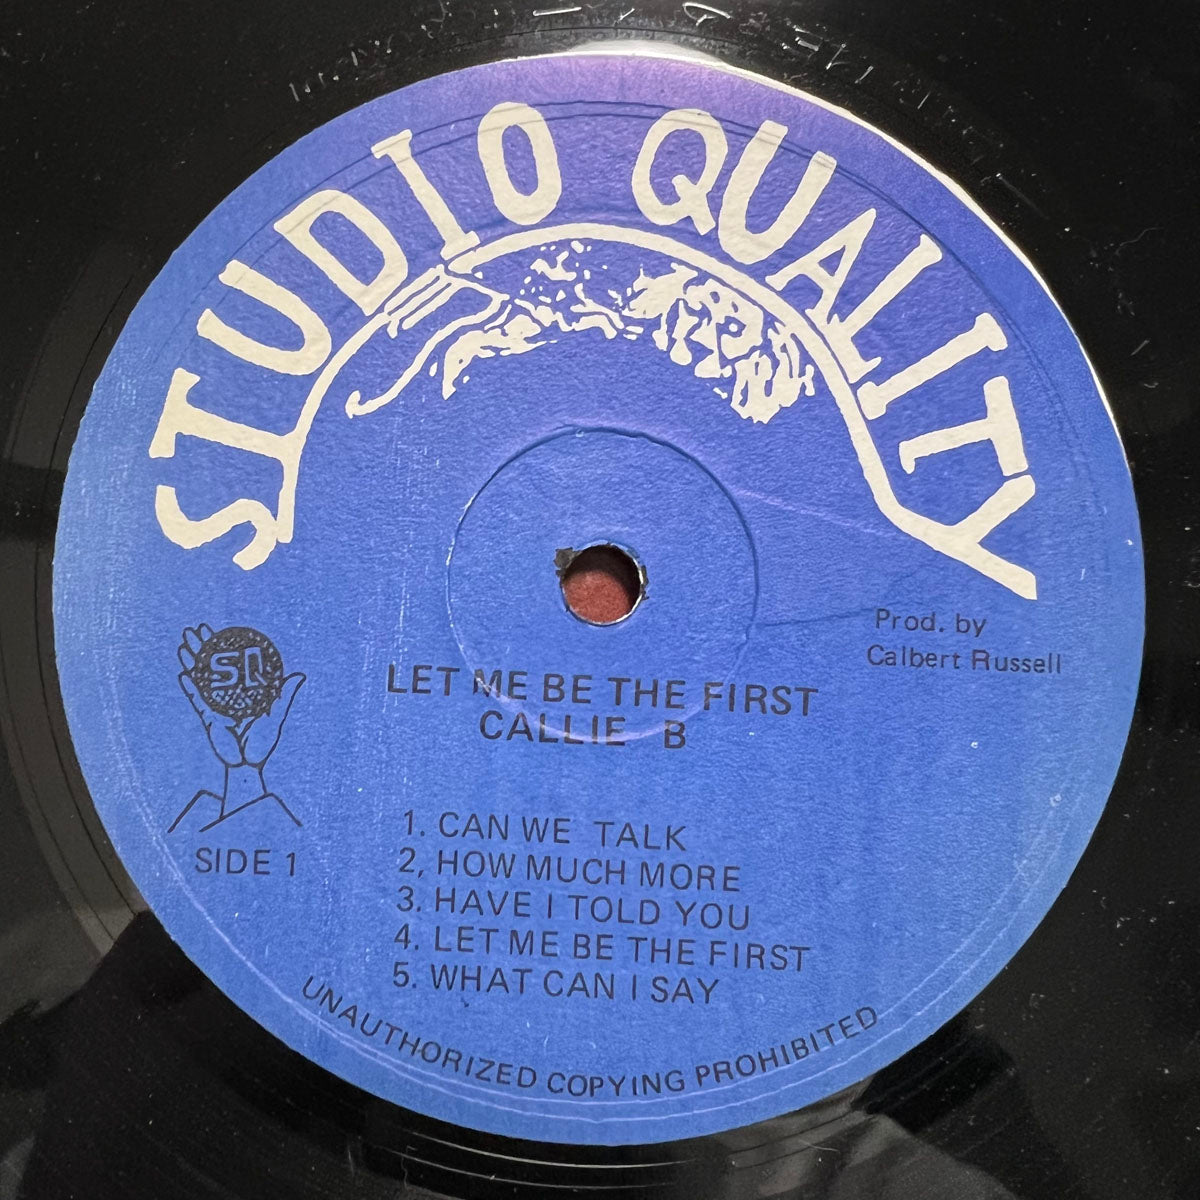 STUDIO QUALITY
Prod. by
Calbert Russell
SQ
LET ME BE THE FIRST
CALLIE B
SIDE 1
1. CAN WE TALK
2, HOW MUCH MORE
3. HAVE I TOLD YOU
4. LET ME BE THE FIRST
5. WHAT CAN I SAY
UNAUTHORIZED COPYING PROHIBITED